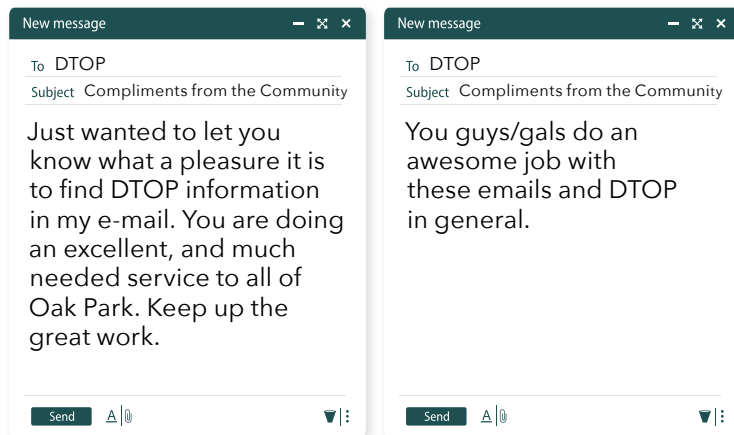 New message
To DTOP
Subject Compliments from the Community
Just wanted to let you
know what a pleasure it is
to find DTOP information
in my e-mail. You are doing
an excellent, and much
needed service to all of
Oak Park. Keep up the
great work.
Send A
New message
To DTOP
Subject Compliments from the Community
You guys/gals do an
awesome job with
these emails and DTOP
in general.
Send A